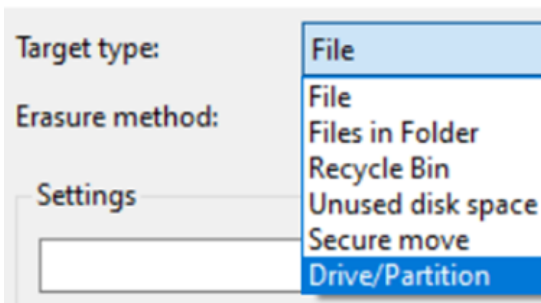 Target type:
File
File
Files in Folder
Recycle Bin
Unused disk space
Secure move
Drive/Partition
Erasure method:
Settings